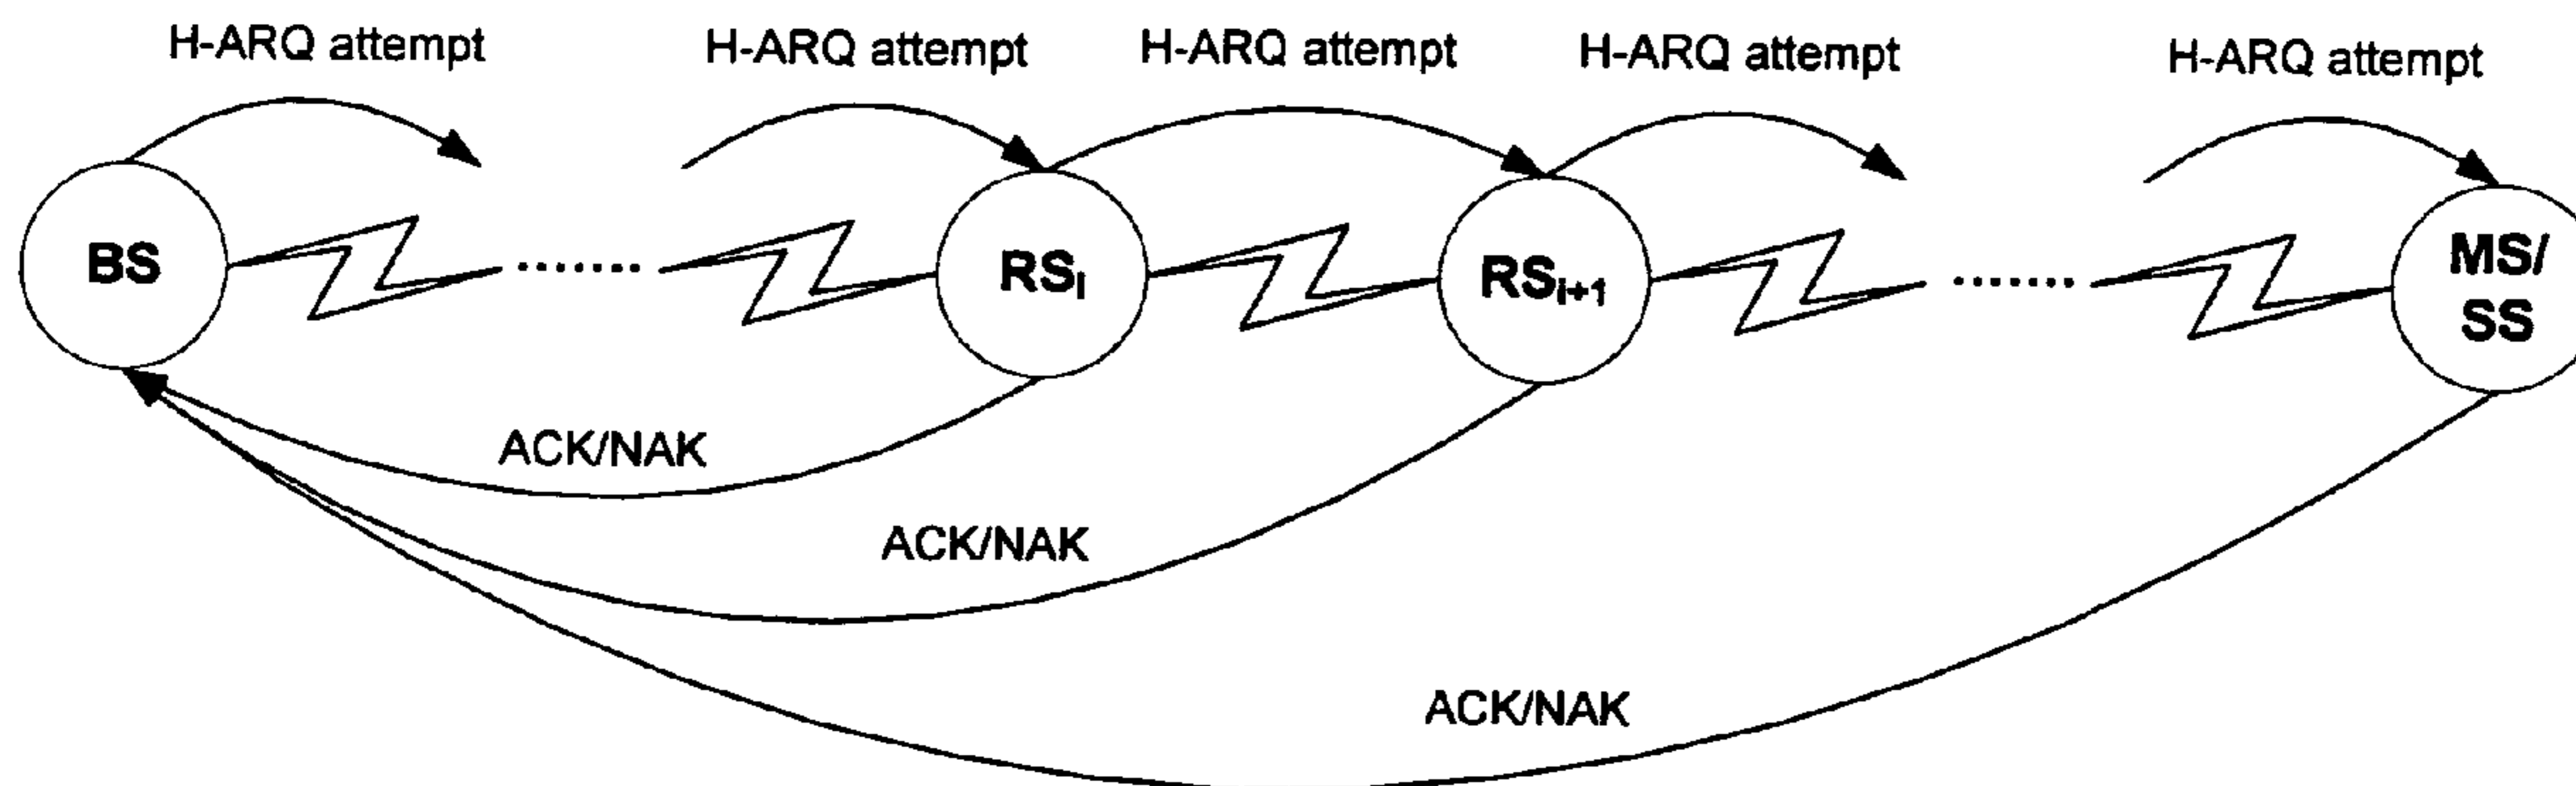 H-ARQ attempt
H-ARQ attempt
H-ARQ attempt
H-ARQ attempt
H-ARQ attempt
BS
RSi
RSi+1
MS/
SS
ACK/NAK
ACK/NAK
ACK/NAK